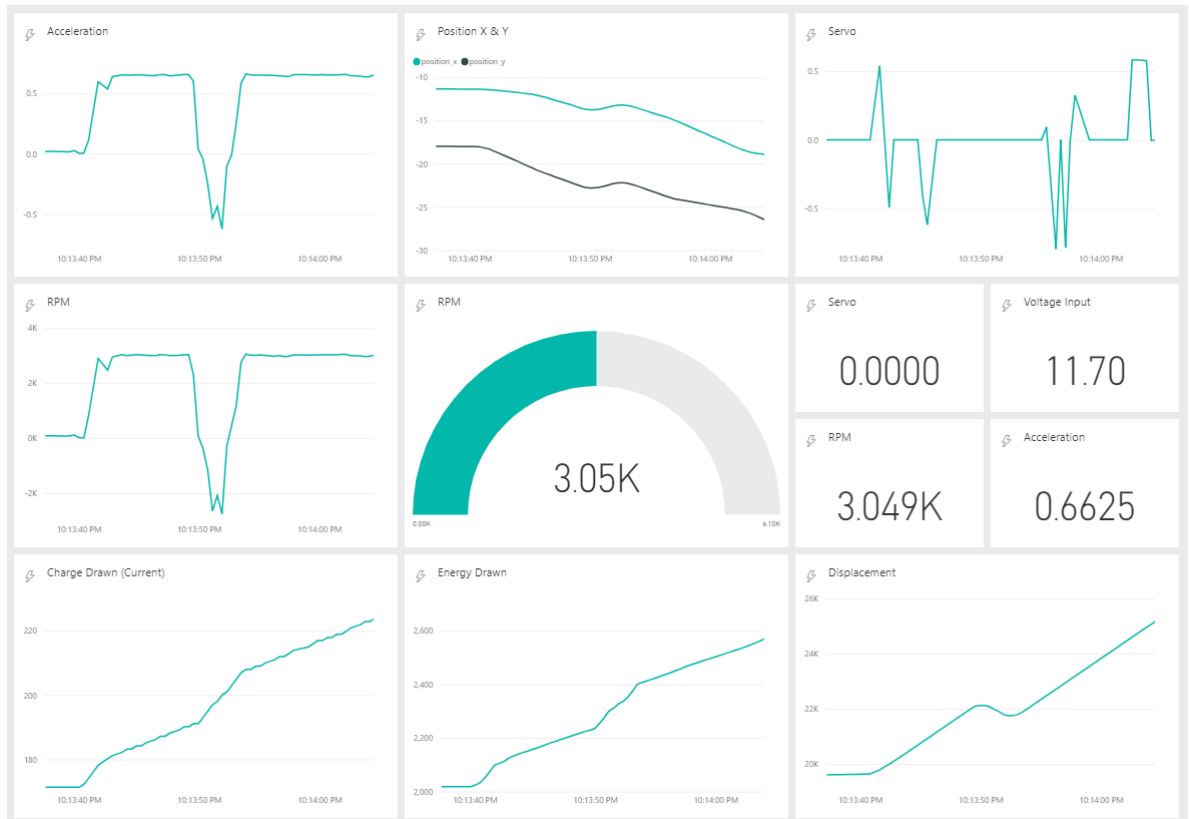 Acceleration
0.5
0.0
-0.5
10:13:40 PM 10:13:50 PM 10:14:00 PM
Position X & Y
position_x position_y
-10
-15
-20
-25
-30
10:13:40 PM 10:13:50 PM 10:14:00 PM
Servo
0.5
0.0
-0.5
10:13:40 PM 10:13:50 PM 10:14:00 PM
RPM
4K
2K
0K
-2K
10:13:40 PM 10:13:50 PM 10:14:00 PM
RPM
3.05K
0.00K 6.10K
Servo
0.0000
Voltage Input
11.70
RPM
3.049K
Acceleration
0.6625
Charge Drawn (Current)
220
200
180
10:13:40 PM 10:13:50 PM 10:14:00 PM
Energy Drawn
2,600
2,400
2,200
2,000
10:13:40 PM 10:13:50 PM 10:14:00 PM
Displacement
26K
24K
22K
20K
10:13:40 PM 10:13:50 PM 10:14:00 PM